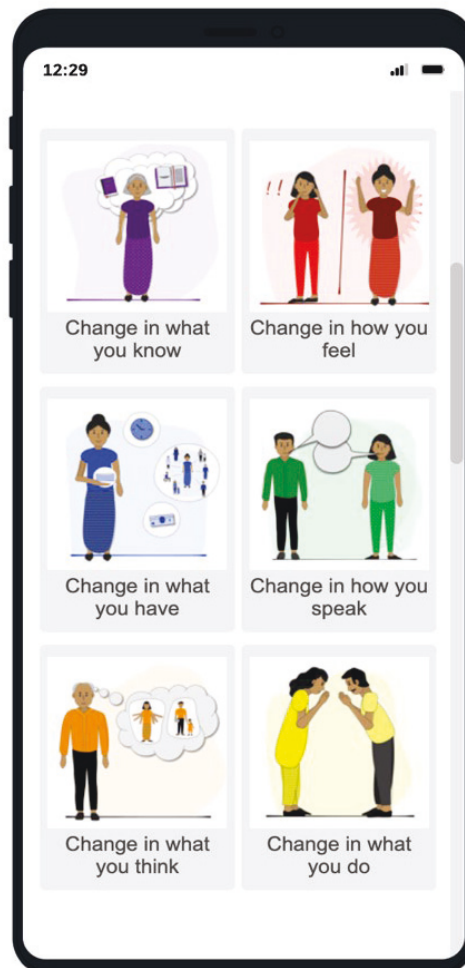 12:29
Change in what
you know
Change in how you
feel
Change in what
you have
Change in how you
speak
Change in what
you think
Change in what
you do